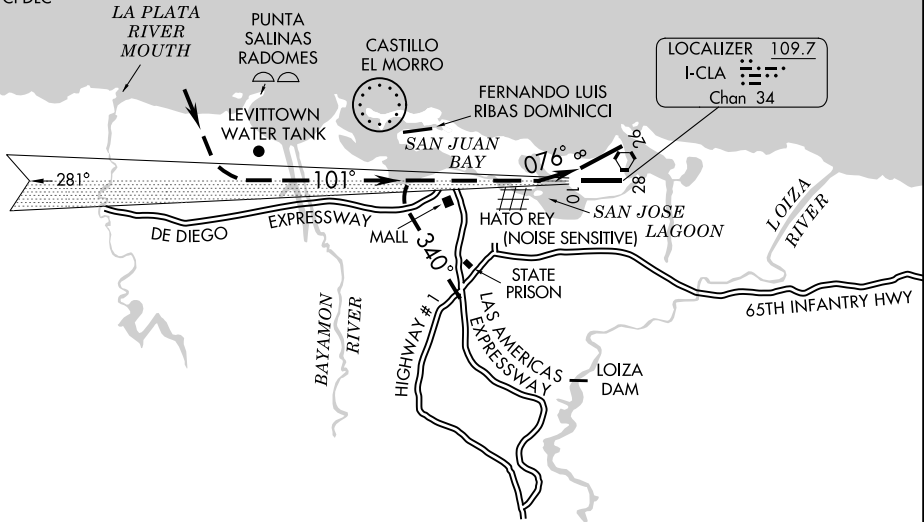 LA PLATA
RIVER
MOUTH
PUNTA
SALINAS
RADOMES
CASTILLO
EL MORRO
LOCALIZER 109.7
I-CLA
Chan 34
LEVITTOWN
WATER TANK
FERNANDO LUIS
RIBAS DOMINICCI
SAN JUAN
BAY
281°
101°
076°
8
26
10
28
DE DIEGO
EXPRESSWAY
MALL
HATO REY
(NOISE SENSITIVE)
SAN JOSE
LAGOON
LOIZA
RIVER
340°
STATE
PRISON
65TH INFANTRY HWY
BAYAMON
RIVER
HIGHWAY # 1
LAS AMERICAS
EXPRESSWAY
LOIZA
DAM